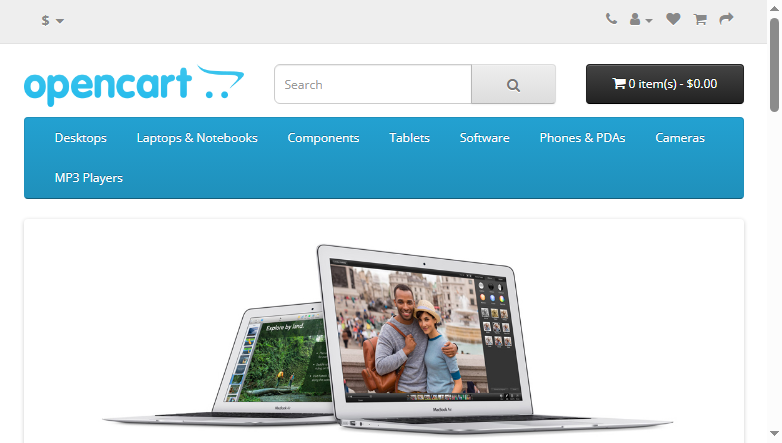 $
opencart
Search
0 item(s) - $0.00
Desktops
Laptops & Notebooks
Components
Tablets
Software
Phones & PDAs
Cameras
MP3 Players
Explore by land.
MacBook Air
MacBook Air